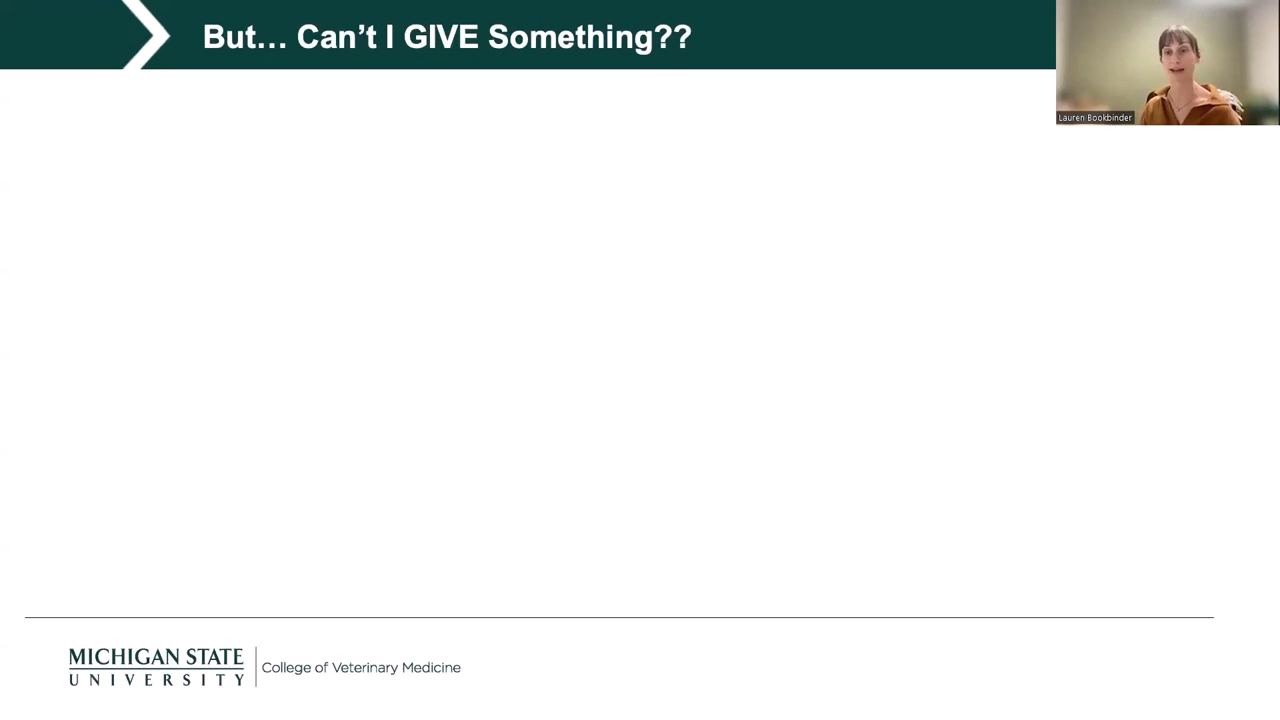 But… Can’t I GIVE Something??
Lauren Bookbinder
MICHIGAN STATE
UNIVERSITY
College of Veterinary Medicine